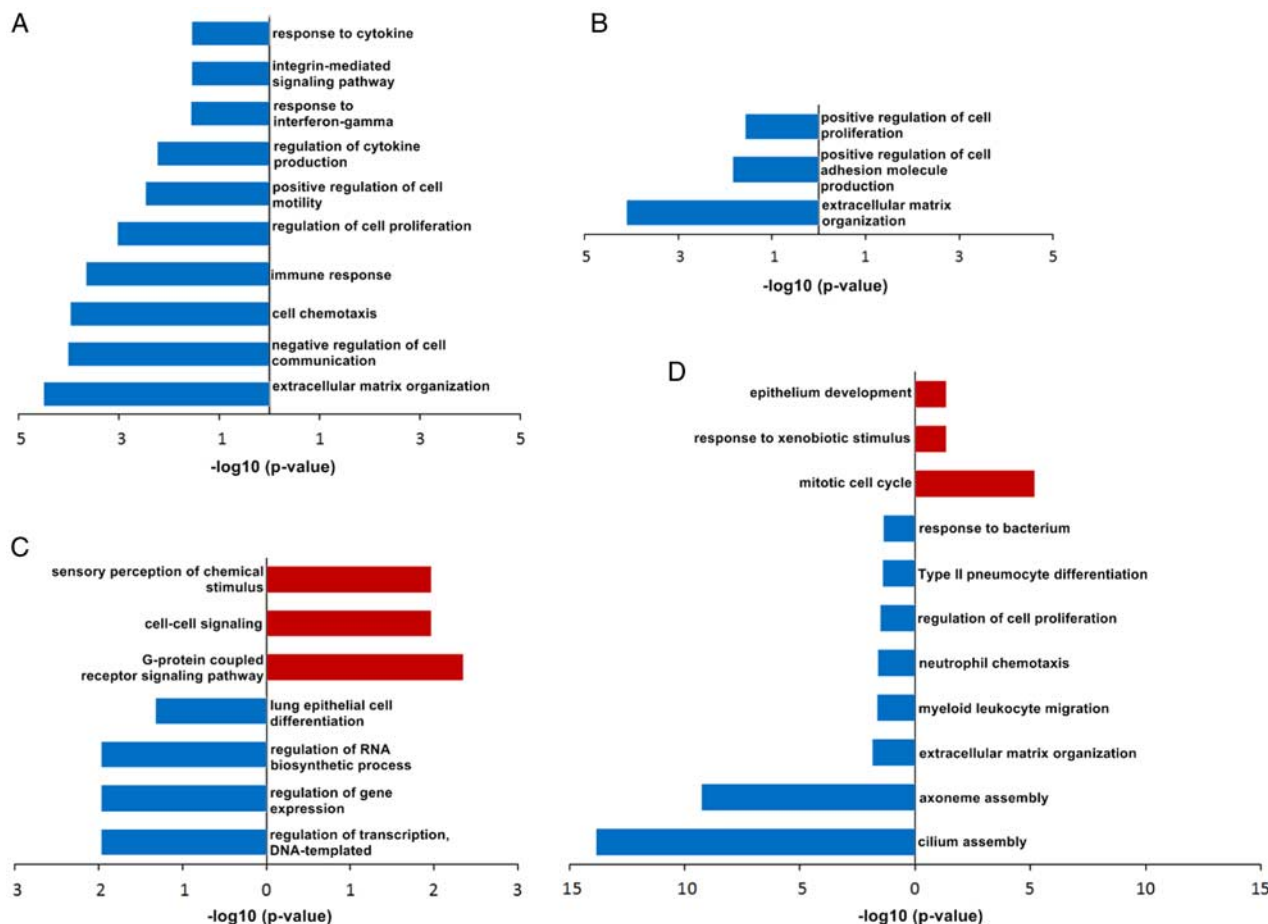 A
response to cytokine
integrin-mediated
signaling pathway
response to
interferon-gamma
regulation of cytokine
production
positive regulation of cell
motility
regulation of cell proliferation
immune response
cell chemotaxis
negative regulation of cell
communication
extracellular matrix organization
5 3 1 1 3 5
-log10 (p-value)
B
positive regulation of cell
proliferation
positive regulation of cell
adhesion molecule
production
extracellular matrix
organization
5 3 1 1 3 5
-log10 (p-value)
C
sensory perception of chemical
stimulus
cell-cell signaling
G-protein coupled
receptor signaling pathway
lung epithelial cell
differentiation
regulation of RNA
biosynthetic process
regulation of gene
expression
regulation of transcription,
DNA-templated
3 2 1 0 1 2 3
-log10 (p-value)
D
epithelium development
response to xenobiotic stimulus
mitotic cell cycle
response to bacterium
Type II pneumocyte differentiation
regulation of cell proliferation
neutrophil chemotaxis
myeloid leukocyte migration
extracellular matrix organization
axoneme assembly
cilium assembly
15 10 5 0 5 10 15
-log10 (p-value)